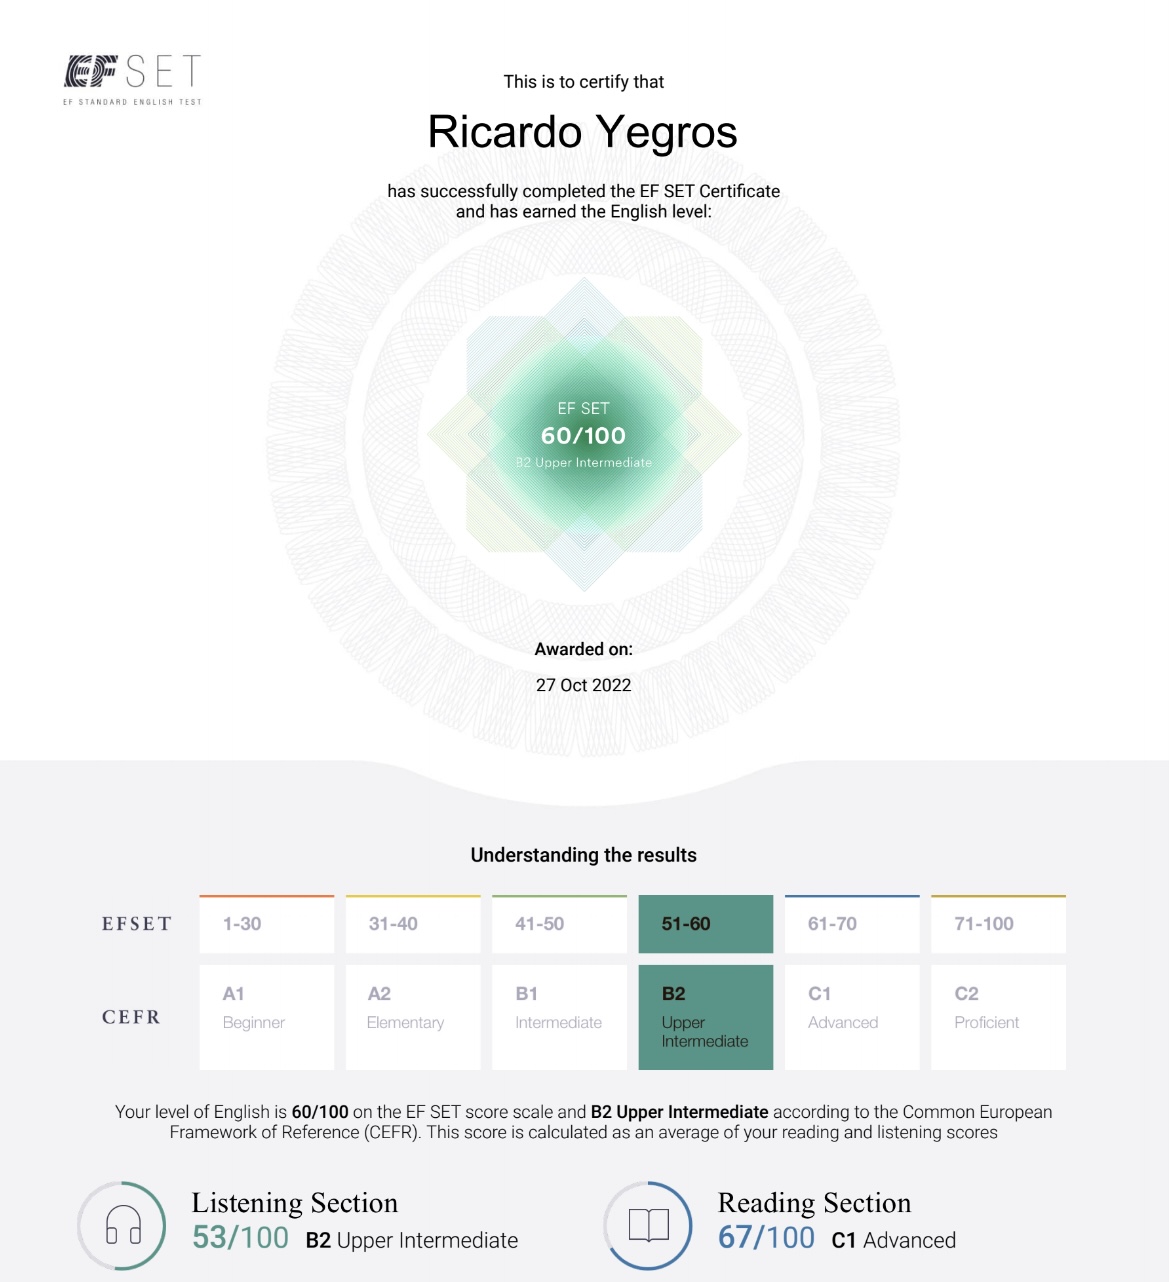 EF SET
EF STANDARD ENGLISH TEST
This is to certify that
Ricardo Yegros
has successfully completed the EF SET Certificate
and has earned the English level:
EF SET
60/100
B2 Upper Intermediate
Awarded on:
27 Oct 2022
Understanding the results
EFSET 1-30 31-40 41-50 51-60 61-70 71-100
CEFR
A1 A2 B1 B2 C1 C2
Beginner Elementary Intermediate Upper Intermediate Advanced Proficient
Your level of English is 60/100 on the EF SET score scale and B2 Upper Intermediate according to the Common European
Framework of Reference (CEFR). This score is calculated as an average of your reading and listening scores
Listening Section
53/100 B2 Upper Intermediate
Reading Section
67/100 C1 Advanced